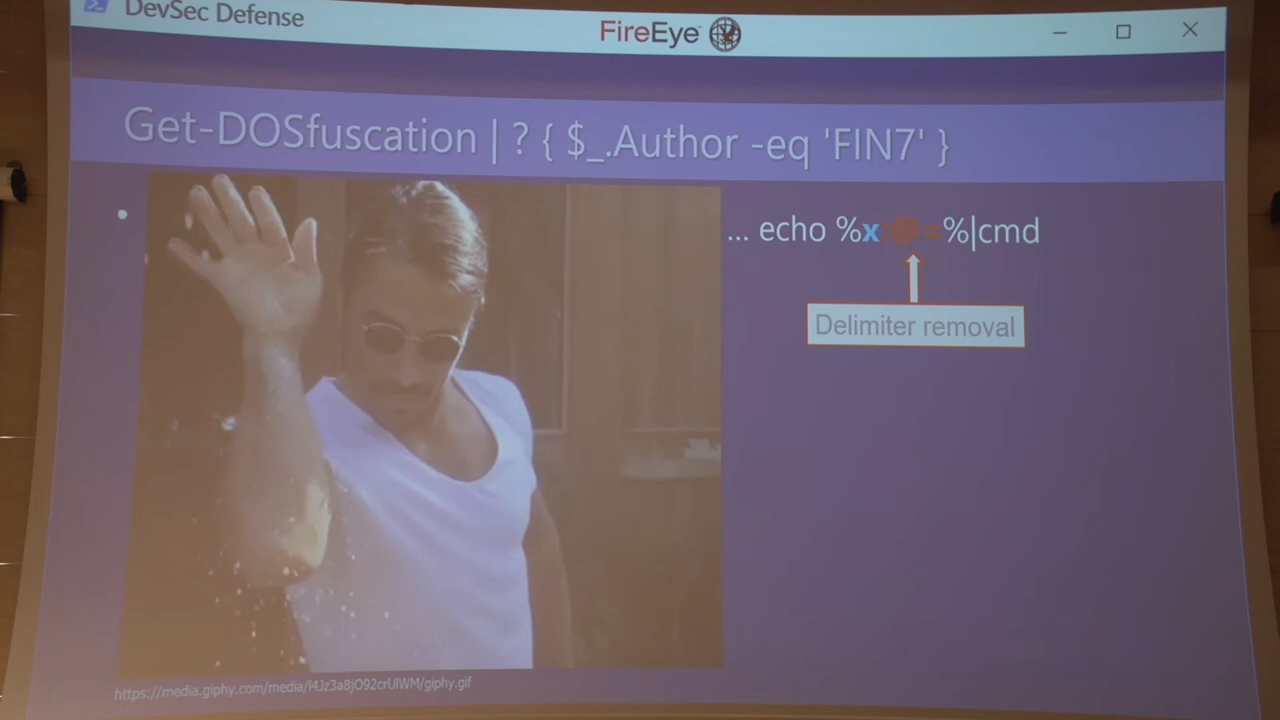 DevSec Defense
FireEye
Get-DOSfuscation | ? { $_.Author -eq 'FIN7' }
... echo %x:@=%|cmd
Delimiter removal
https://media.giphy.com/media/l4Jz3a8jO92crUlWM/giphy.gif